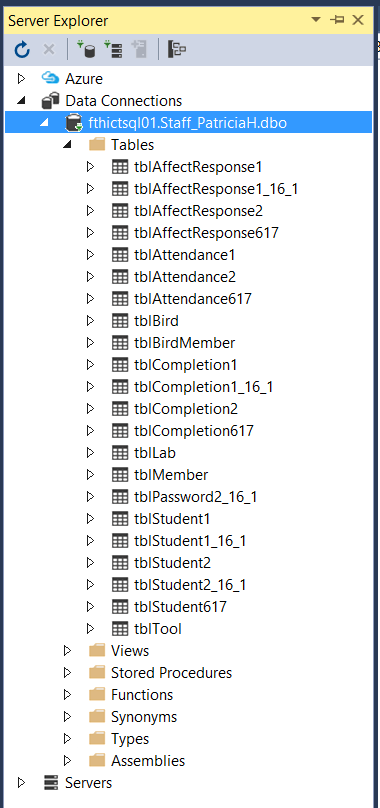 Server Explorer
Azure
Data Connections
fthictsql01.Staff_PatriciaH.dbo
Tables
tblAffectResponse1
tblAffectResponse1_16_1
tblAffectResponse2
tblAffectResponse617
tblAttendance1
tblAttendance2
tblAttendance617
tblBird
tblBirdMember
tblCompletion1
tblCompletion1_16_1
tblCompletion2
tblCompletion617
tblLab
tblMember
tblPassword2_16_1
tblStudent1
tblStudent1_16_1
tblStudent2
tblStudent2_16_1
tblStudent617
tblTool
Views
Stored Procedures
Functions
Synonyms
Types
Assemblies
Servers